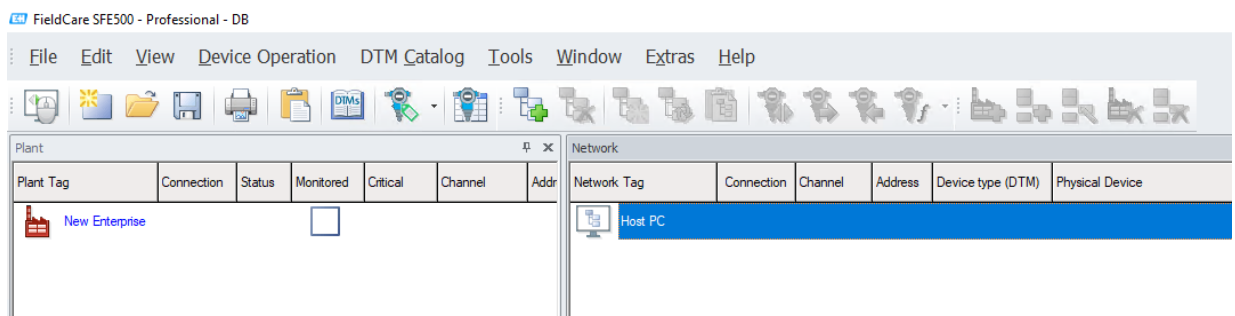 E+H FieldCare SFE500 - Professional - DB
File Edit View Device Operation DTM Catalog Tools Window Extras Help
DTMs
Plant
Network
Plant Tag Connection Status Monitored Critical Channel Addr
Network Tag Connection Channel Address Device type (DTM) Physical Device
New Enterprise
Host PC